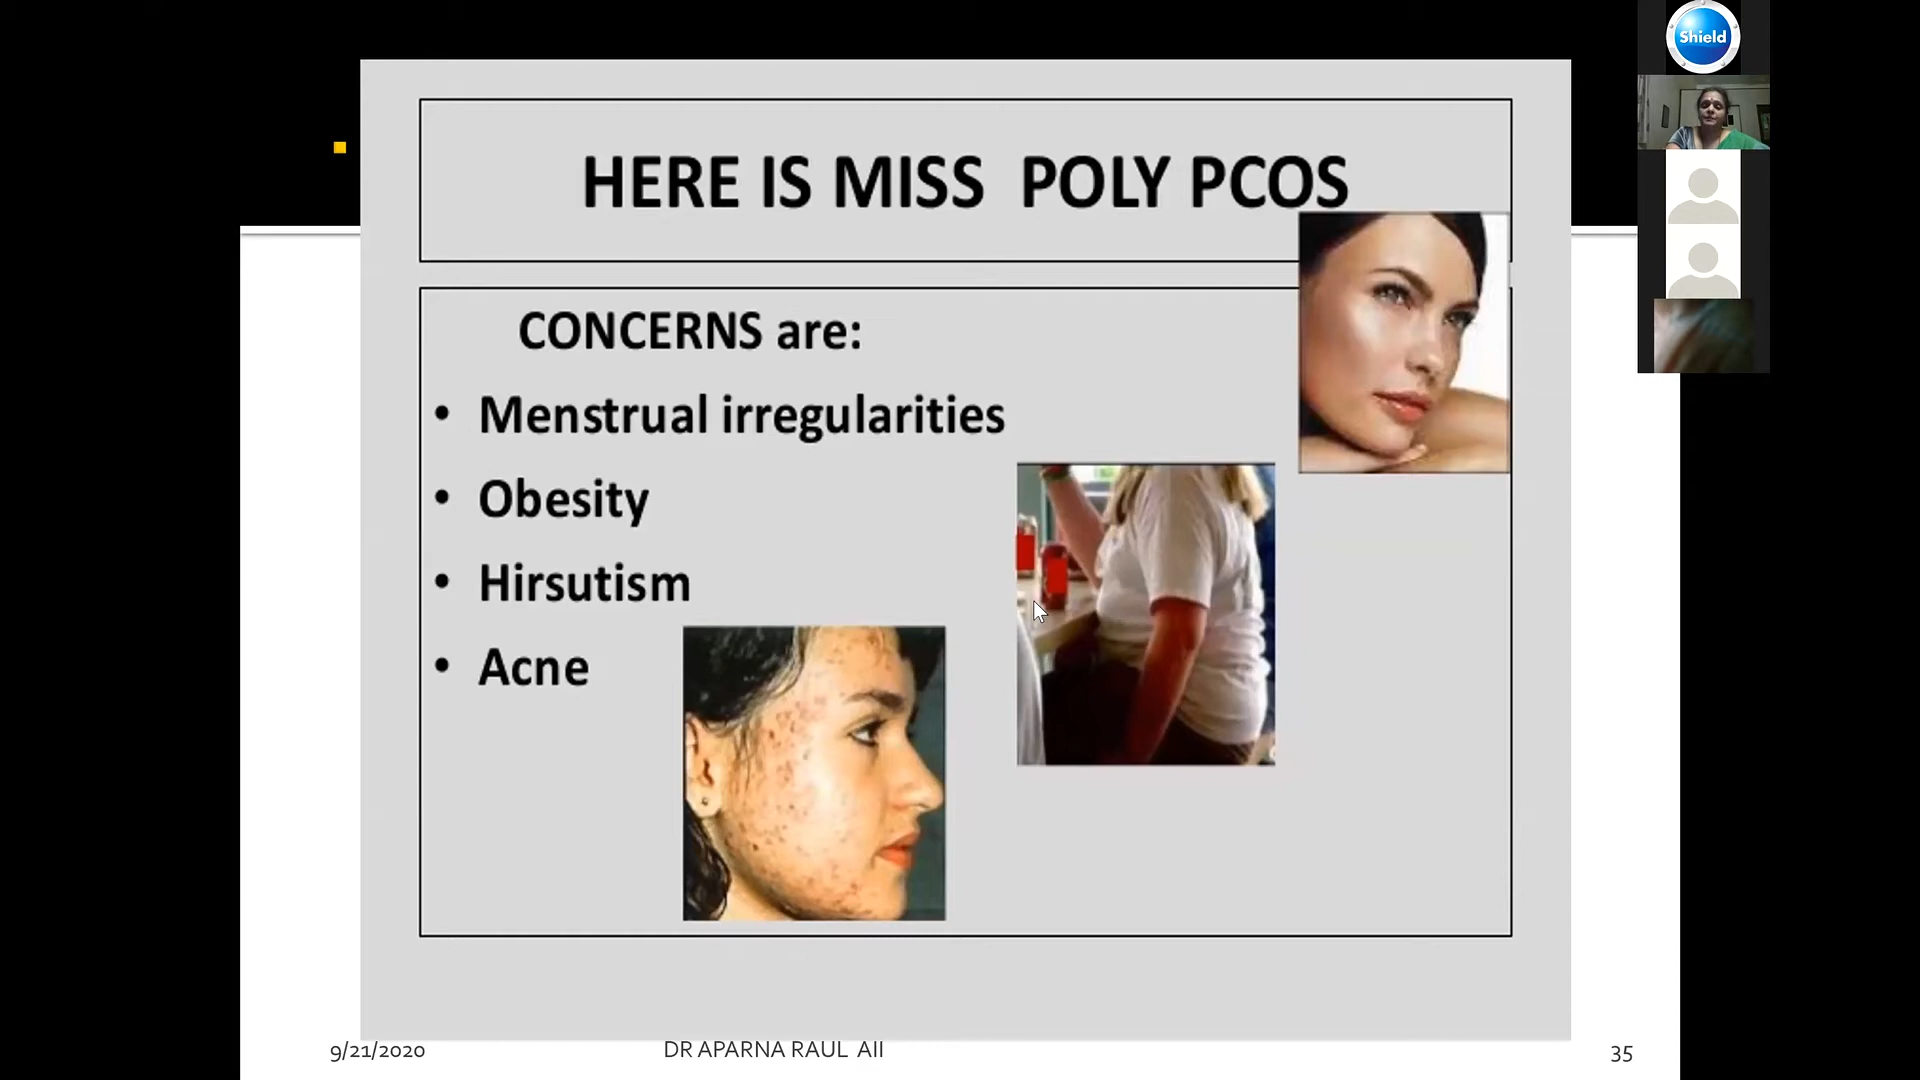 Shield
HERE IS MISS POLY PCOS
CONCERNS are:
• Menstrual irregularities
• Obesity
• Hirsutism
• Acne
9/21/2020
DR APARNA RAUL AII
35